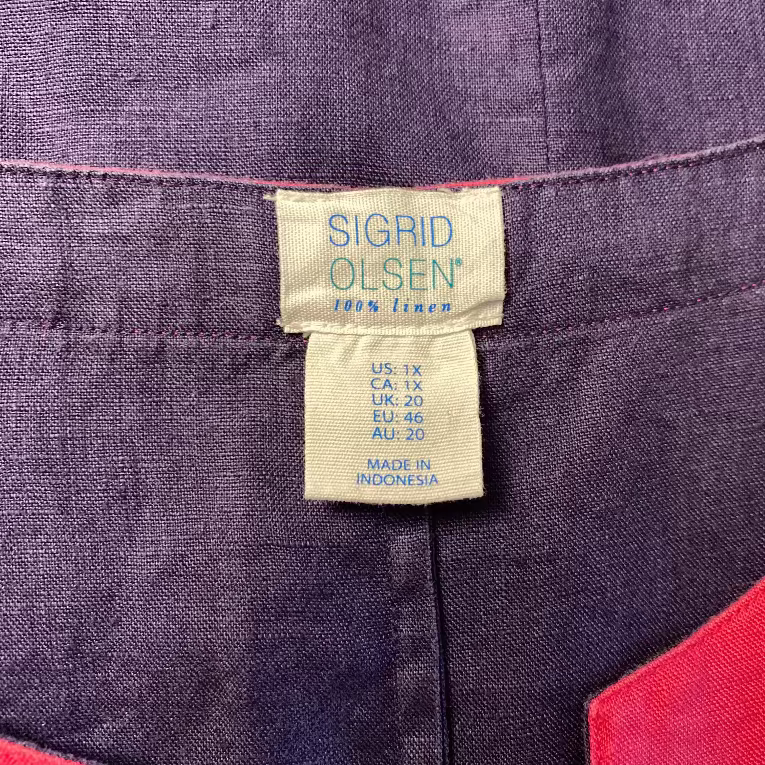 SIGRID
OLSEN®
100% linen
US: 1X
CA: 1X
UK: 20
EU: 46
AU: 20
MADE IN
INDONESIA